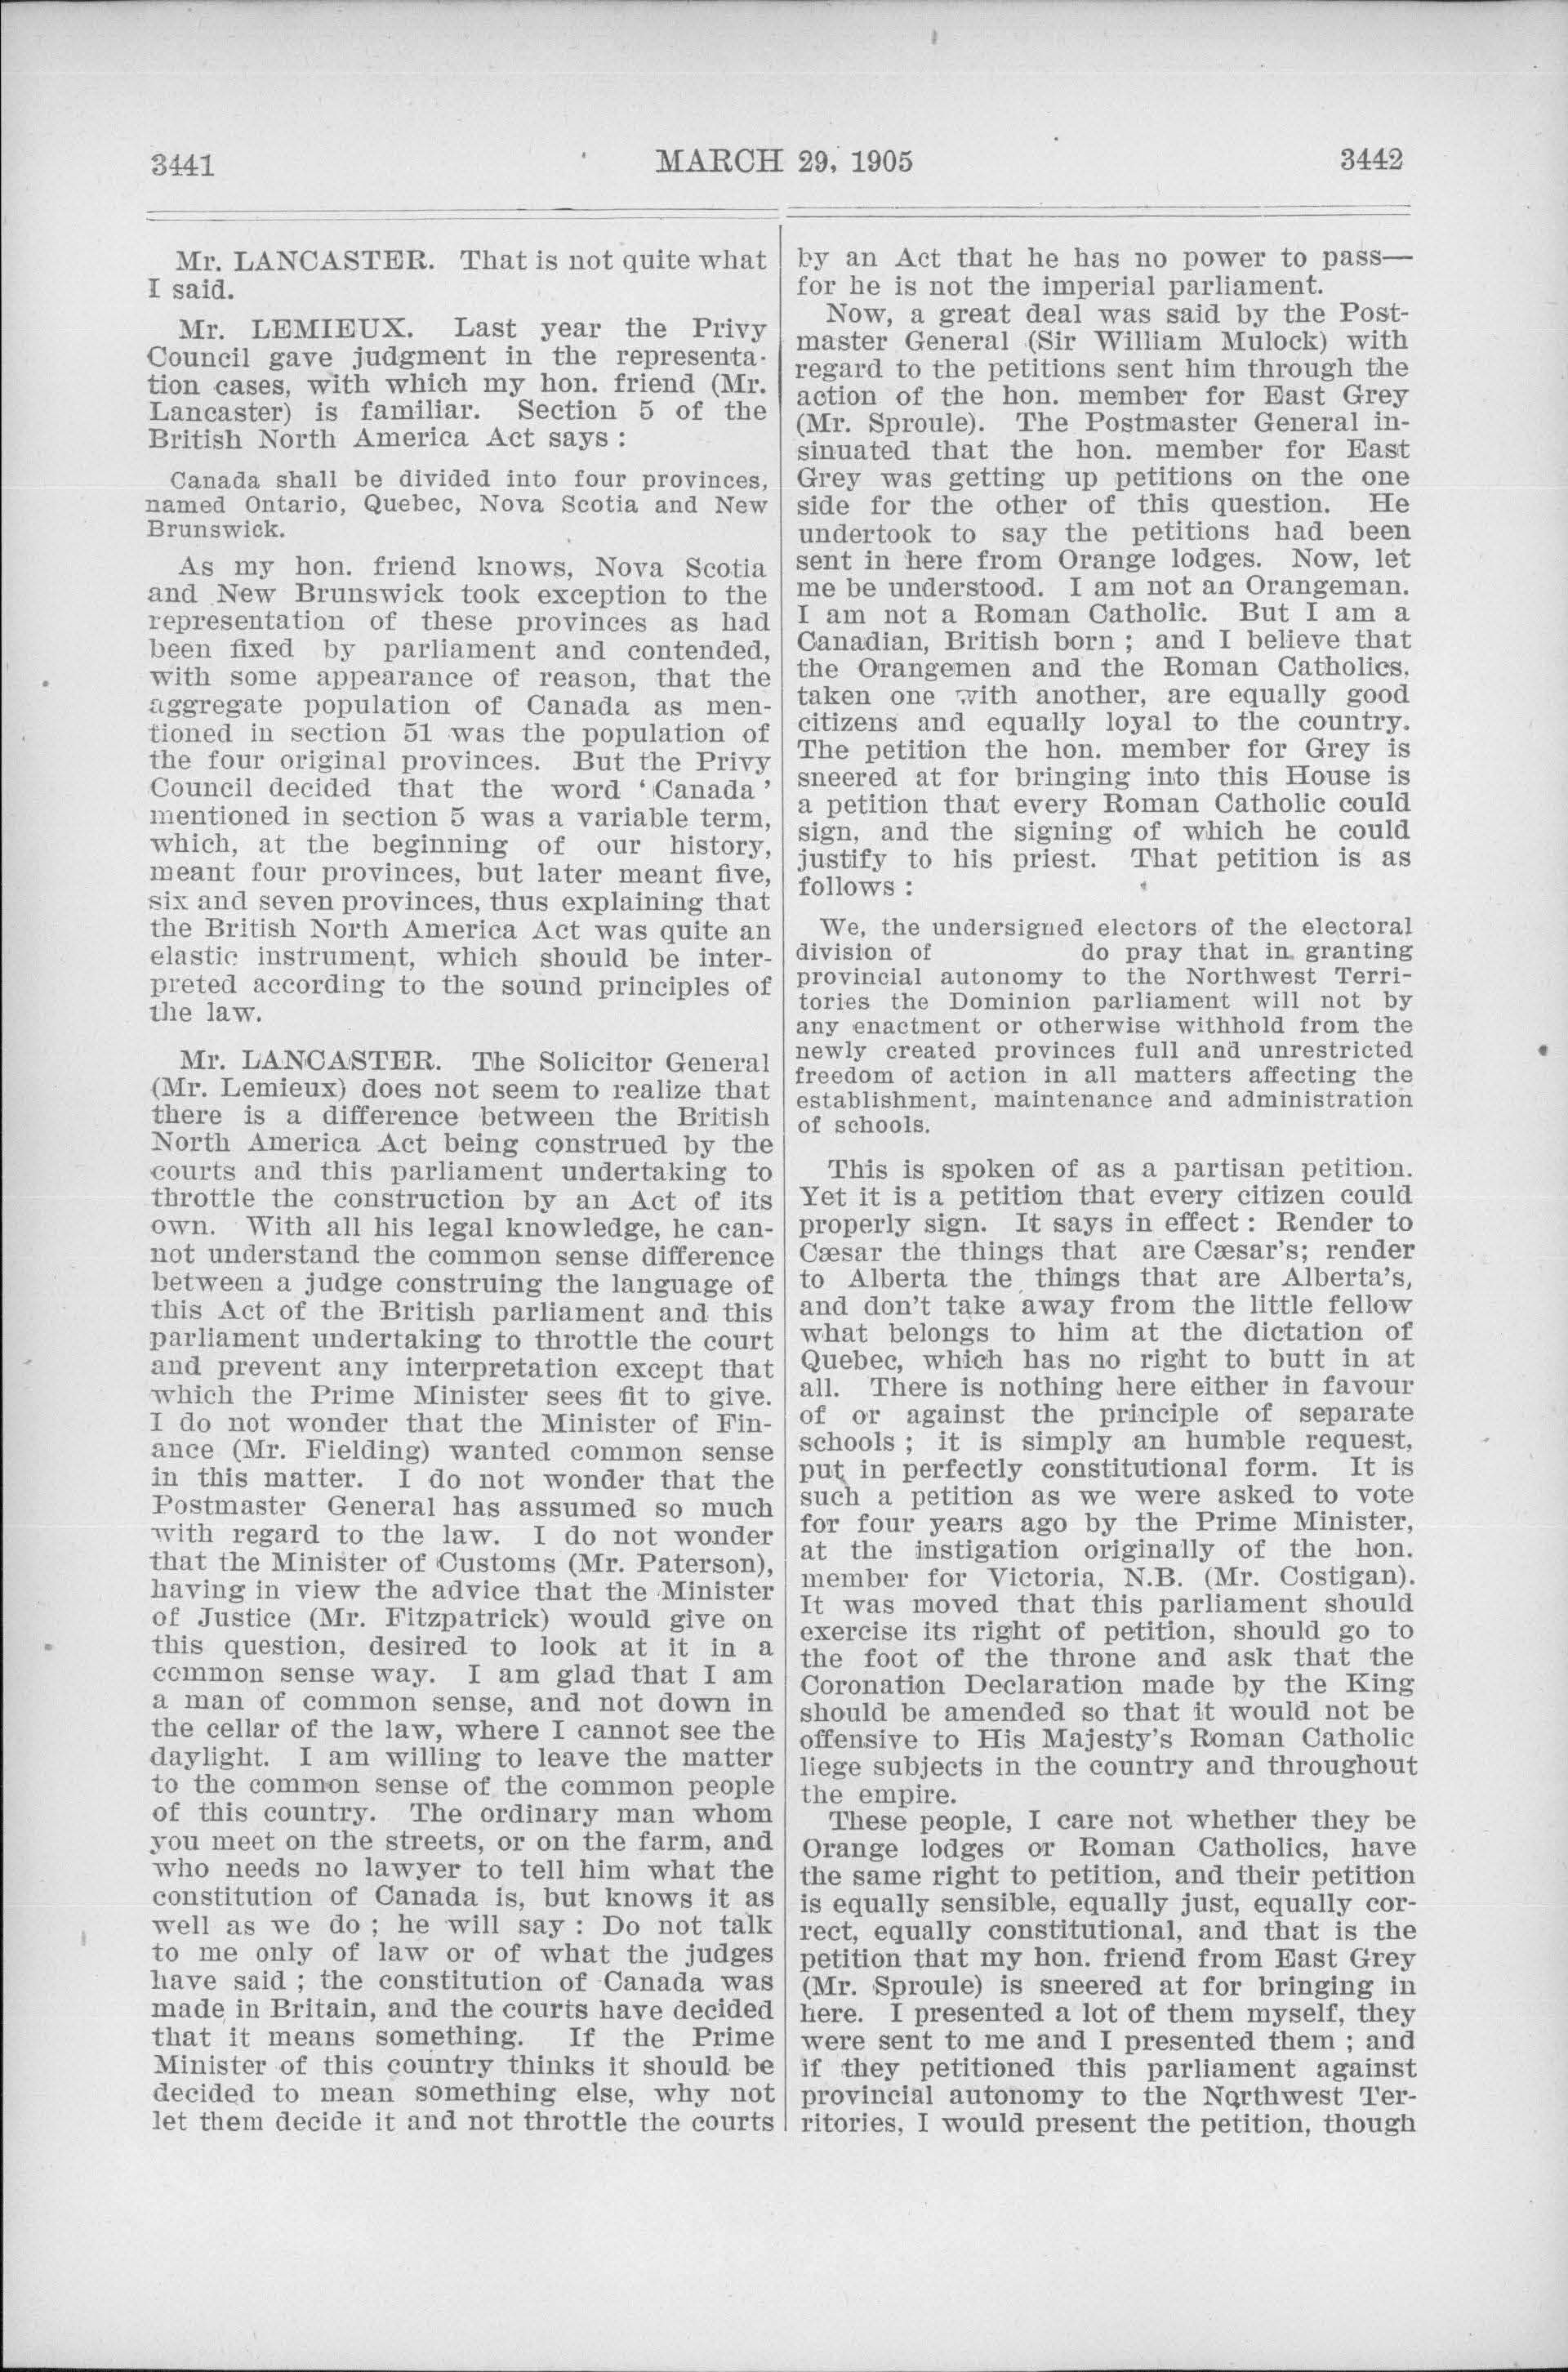 3441
MARCH 29, 1905
3442
Mr. LANCASTER. That is not quite what
I said.
Mr. LEMIEUX. Last year the Privy
Council gave judgment in the representa-
tion cases, with which my hon. friend (Mr.
Lancaster) is familiar. Section 5 of the
British North America Act says :
Canada shall be divided into four provinces,
named Ontario, Quebec, Nova Scotia and New
Brunswick.
As my hon. friend knows, Nova Scotia
and New Brunswick took exception to the
representation of these provinces as had
been fixed by parliament and contended,
with some appearance of reason, that the
aggregate population of Canada as men-
tioned in section 51 was the population of
the four original provinces. But the Privy
Council decided that the word ‘ Canada ’
mentioned in section 5 was a variable term,
which, at the beginning of our history,
meant four provinces, but later meant five,
six and seven provinces, thus explaining that
the British North America Act was quite an
elastic instrument, which should be inter-
preted according to the sound principles of
the law.
Mr. LANCASTER. The Solicitor General
(Mr. Lemieux) does not seem to realize that
there is a difference between the British
North America Act being construed by the
courts and this parliament undertaking to
throttle the construction by an Act of its
own. With all his legal knowledge, he can-
not understand the common sense difference
between a judge construing the language of
this Act of the British parliament and this
parliament undertaking to throttle the court
and prevent any interpretation except that
which the Prime Minister sees fit to give.
I do not wonder that the Minister of Fin-
ance (Mr. Fielding) wanted common sense
in this matter. I do not wonder that the
Postmaster General has assumed so much
with regard to the law. I do not wonder
that the Minister of Customs (Mr. Paterson),
having in view the advice that the Minister
of Justice (Mr. Fitzpatrick) would give on
this question, desired to look at it in a
common sense way. I am glad that I am
a man of common sense, and not down in
the cellar of the law, where I cannot see the
daylight. I am willing to leave the matter
to the common sense of the common people
of this country. The ordinary man whom
you meet on the streets, or on the farm, and
who needs no lawyer to tell him what the
constitution of Canada is, but knows it as
well as we do ; he will say : Do not talk
to me only of law or of what the judges
have said ; the constitution of Canada was
made in Britain, and the courts have decided
that it means something. If the Prime
Minister of this country thinks it should be
decided to mean something else, why not
let them decide it and not throttle the courts
by an Act that he has no power to pass—
for he is not the imperial parliament.
Now, a great deal was said by the Post-
master General (Sir William Mulock) with
regard to the petitions sent him through the
action of the hon. member for East Grey
(Mr. Sproule). The Postmaster General in-
sinuated that the hon. member for East
Grey was getting up petitions on the one
side for the other of this question. He
undertook to say the petitions had been
sent in here from Orange lodges. Now, let
me be understood. I am not an Orangeman.
I am not a Roman Catholic. But I am a
Canadian, British born ; and I believe that
the Orangemen and the Roman Catholics,
taken one with another, are equally good
citizens and equally loyal to the country.
The petition the hon. member for Grey is
sneered at for bringing into this House is
a petition that every Roman Catholic could
sign, and the signing of which he could
justify to his priest. That petition is as
follows :
We, the undersigned electors of the electoral
division of do pray that in granting
provincial autonomy to the Northwest Terri-
tories the Dominion parliament will not by
any enactment or otherwise withhold from the
newly created provinces full and unrestricted
freedom of action in all matters affecting the
establishment, maintenance and administration
of schools.
This is spoken of as a partisan petition.
Yet it is a petition that every citizen could
properly sign. It says in effect : Render to
Cæsar the things that are Cæsar's; render
to Alberta the things that are Alberta's,
and don't take away from the little fellow
what belongs to him at the dictation of
Quebec, which has no right to butt in at
all. There is nothing here either in favour
of or against the principle of separate
schools ; it is simply an humble request,
put in perfectly constitutional form. It is
such a petition as we were asked to vote
for four years ago by the Prime Minister,
at the instigation originally of the hon.
member for Victoria, N.B. (Mr. Costigan).
It was moved that this parliament should
exercise its right of petition, should go to
the foot of the throne and ask that the
Coronation Declaration made by the King
should be amended so that it would not be
offensive to His Majesty's Roman Catholic
liege subjects in the country and throughout
the empire.
These people, I care not whether they be
Orange lodges or Roman Catholics, have
the same right to petition, and their petition
is equally sensible, equally just, equally cor-
rect, equally constitutional, and that is the
petition that my hon. friend from East Grey
(Mr. Sproule) is sneered at for bringing in
here. I presented a lot of them myself, they
were sent to me and I presented them ; and
if they petitioned this parliament against
provincial autonomy to the Northwest Ter-
ritories, I would present the petition, though